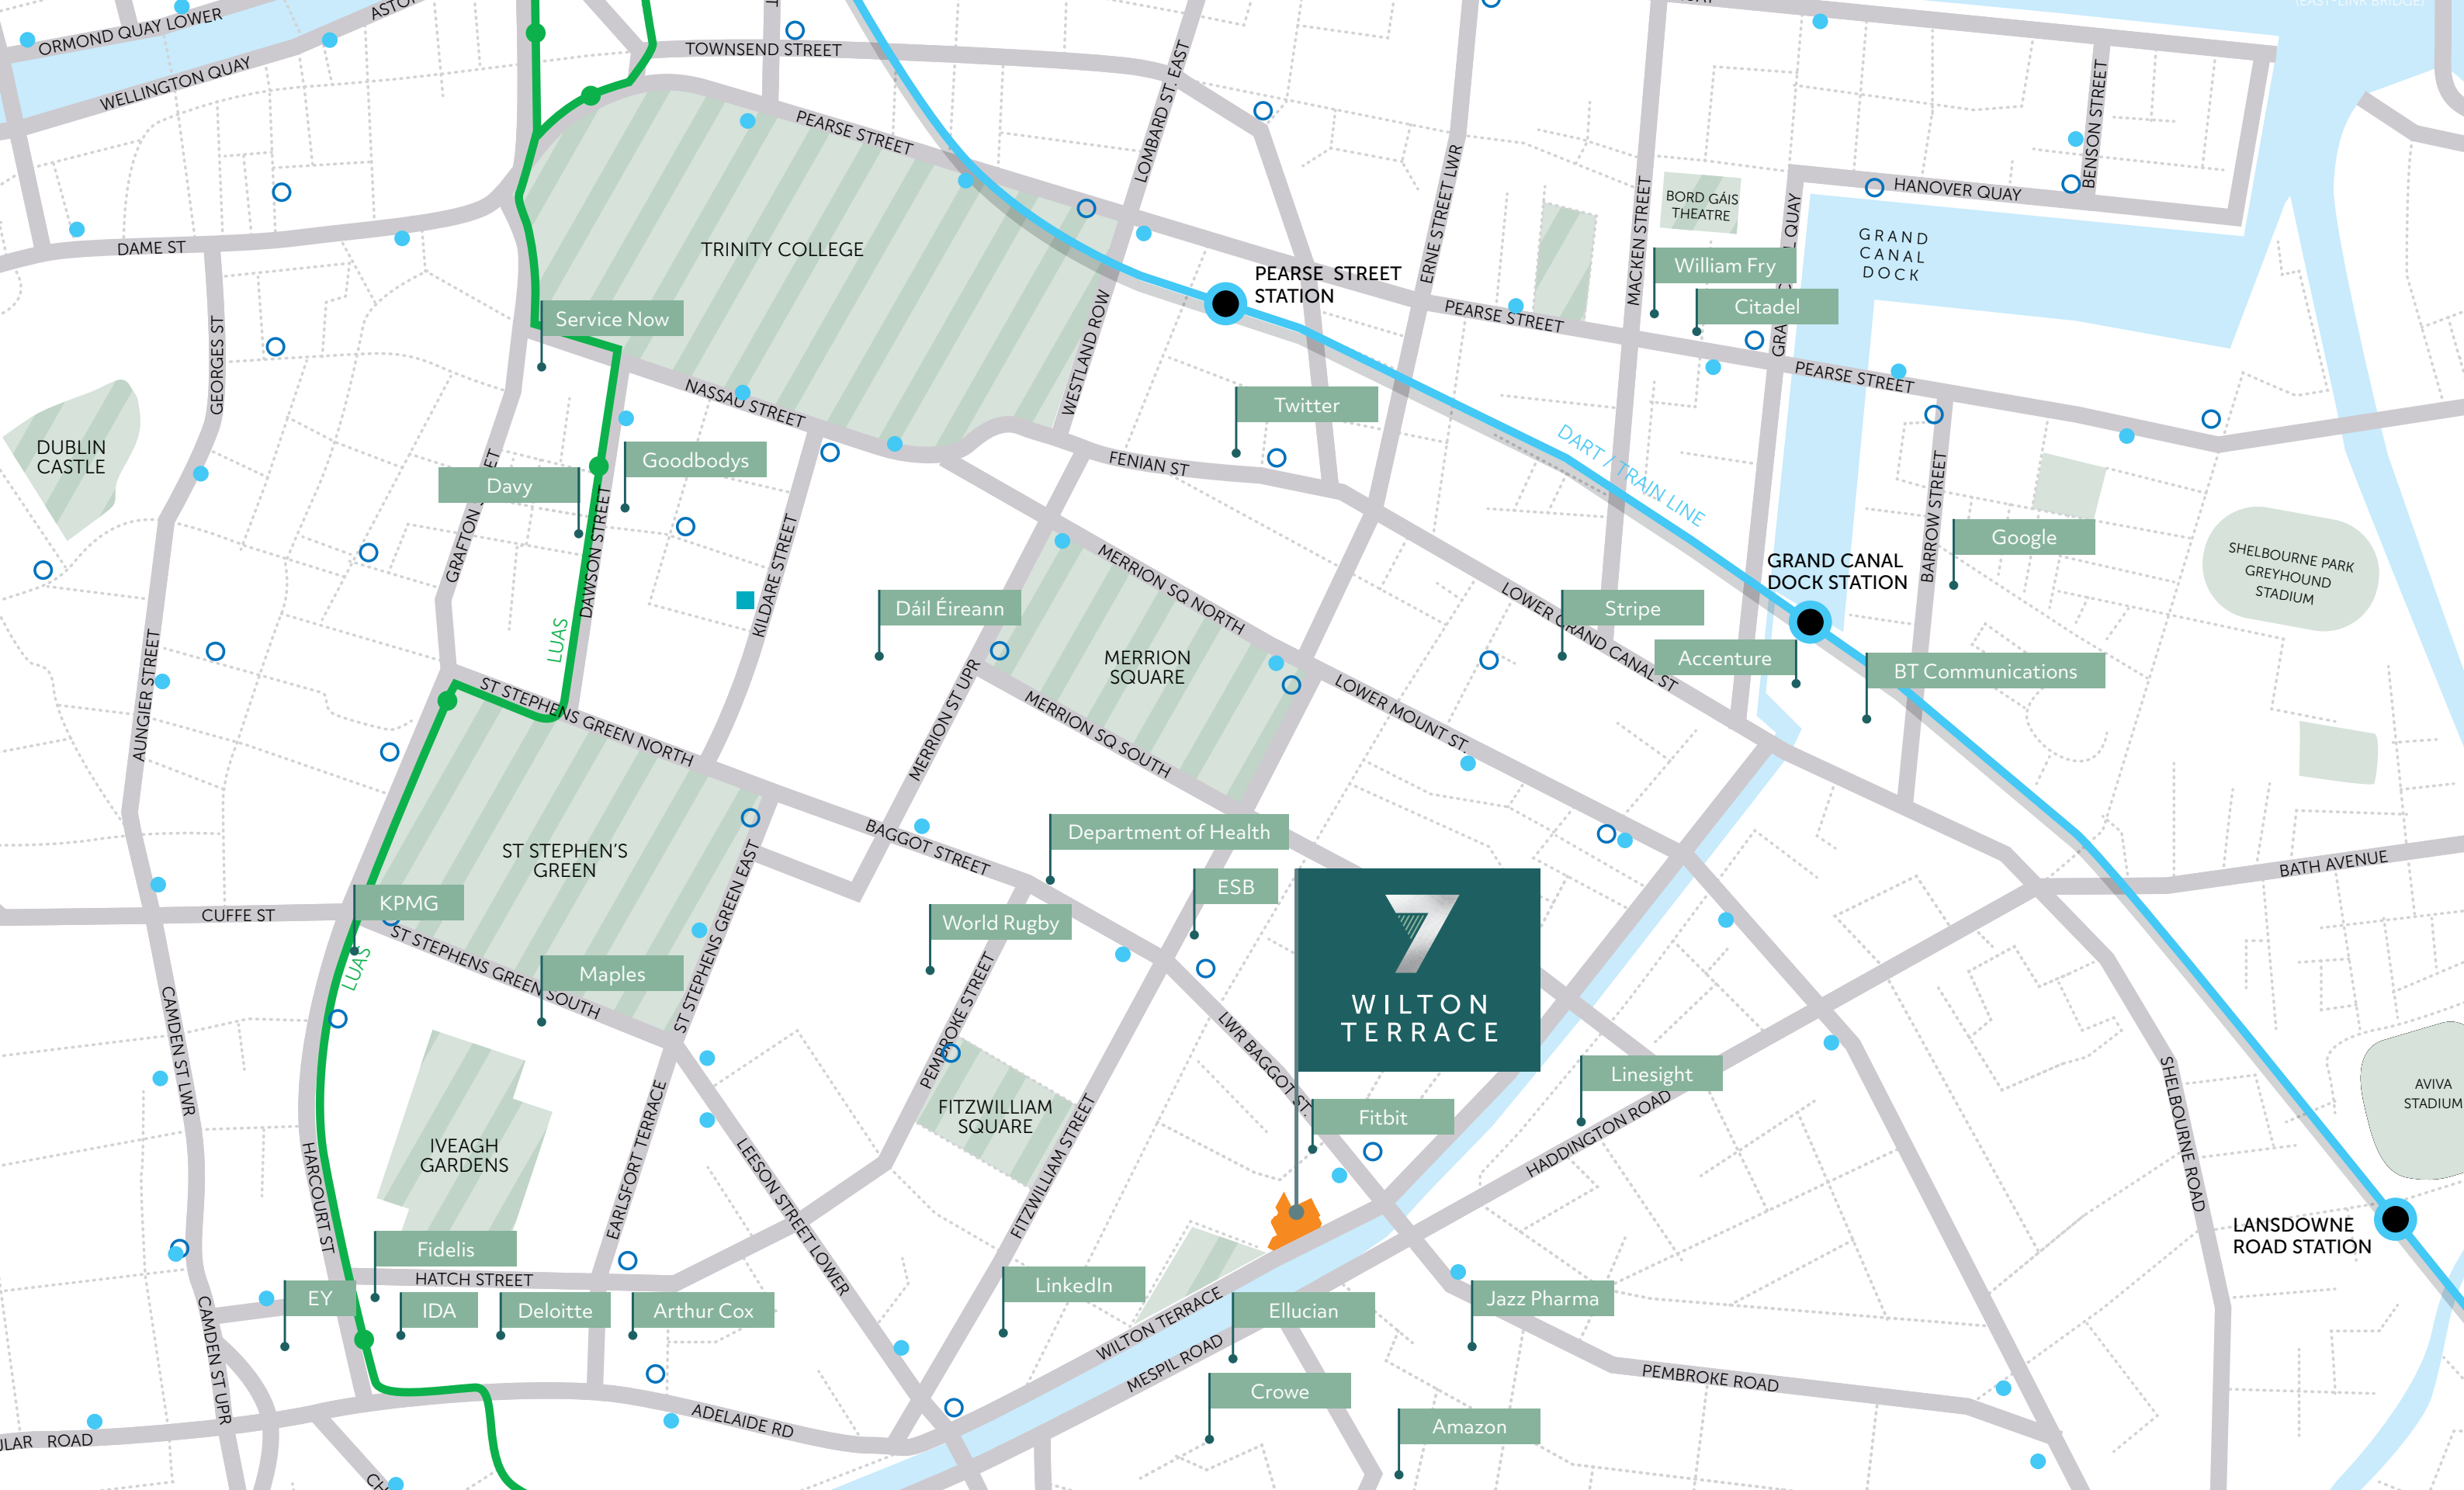 (EAST-LINK BRIDGE)
ORMOND QUAY LOWER
WELLINGTON QUAY
TOWNSEND STREET
PEARSE STREET
LOMBARD ST. EAST
BENSON STREET
HANOVER QUAY
BORD GÁIS
THEATRE
ERNE STREET LWR
MACKEN STREET
GRAND
CANAL
DOCK
DAME ST
TRINITY COLLEGE
William Fry
Citadel
PEARSE STREET
STATION
PEARSE STREET
PEARSE STREET
Service Now
GEORGES ST
WESTLAND ROW
NASSAU STREET
Twitter
DART / TRAIN LINE
DUBLIN
CASTLE
Goodbodys
Davy
FENIAN ST
BARROW STREET
Google
SHELBOURNE PARK
GREYHOUND
STADIUM
GRAND CANAL
DOCK STATION
DAWSON STREET
KILDARE STREET
LUAS
MERRION SQ NORTH
Dáil Éireann
LOWER GRAND CANAL ST
Stripe
Accenture
BT Communications
AUNGIER STREET
ST STEPHENS GREEN NORTH
MERRION ST UPR
MERRION
SQUARE
MERRION SQ SOUTH
LOWER MOUNT ST.
BAGGOT STREET
Department of Health
BATH AVENUE
ST STEPHEN'S
GREEN
ST STEPHENS GREEN EAST
ESB
KPMG
CUFFE ST
World Rugby
LUAS
ST STEPHENS GREEN SOUTH
Maples
7
WILTON
TERRACE
CAMDEN ST LWR
PEMBROKE STREET
LWR BAGGOT ST.
Linesight
HADDINGTON ROAD
Fitbit
FITZWILLIAM
SQUARE
FITZWILLIAM STREET
SHELBOURNE ROAD
AVIVA
STADIUM
IVEAGH
GARDENS
EARLSFORT TERRACE
LEESON STREET LOWER
HARCOURT ST
LANSDOWNE
ROAD STATION
Fidelis
HATCH STREET
EY
IDA
Deloitte
Arthur Cox
LinkedIn
WILTON TERRACE
MESPIL ROAD
Ellucian
Jazz Pharma
Crowe
PEMBROKE ROAD
Amazon
CAMDEN ST UPR
ADELAIDE RD
ROAD